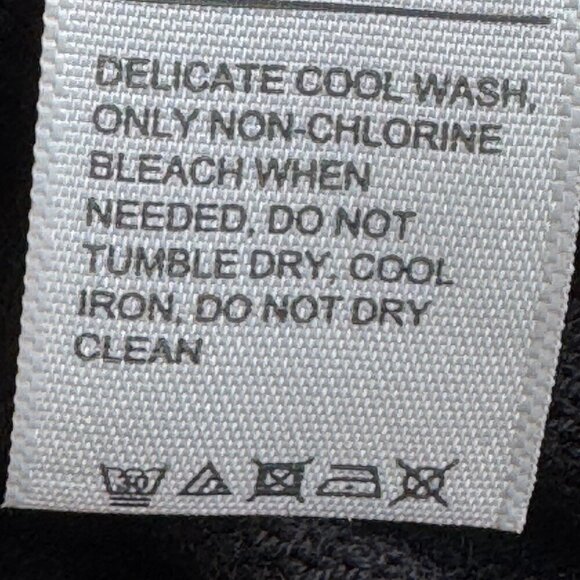 DELICATE COOL WASH,
ONLY NON-CHLORINE
BLEACH WHEN
NEEDED, DO NOT
TUMBLE DRY, COOL
IRON, DO NOT DRY
CLEAN
30